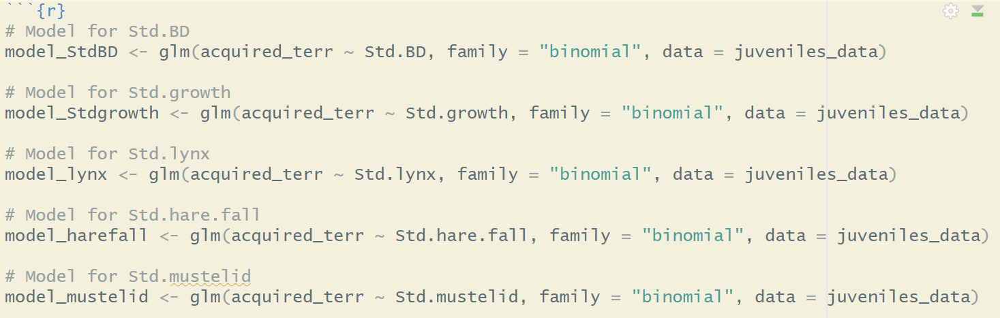 ```{r}
# Model for Std.BD
model_StdBD <- glm(acquired_terr ~ Std.BD, family = "binomial", data = juveniles_data)
# Model for Std.growth
model_Stdgrowth <- glm(acquired_terr ~ Std.growth, family = "binomial", data = juveniles_data)
# Model for Std.lynx
model_lynx <- glm(acquired_terr ~ Std.lynx, family = "binomial", data = juveniles_data)
# Model for Std.hare.fall
model_harefall <- glm(acquired_terr ~ Std.hare.fall, family = "binomial", data = juveniles_data)
# Model for Std.mustelid
model_mustelid <- glm(acquired_terr ~ Std.mustelid, family = "binomial", data = juveniles_data)